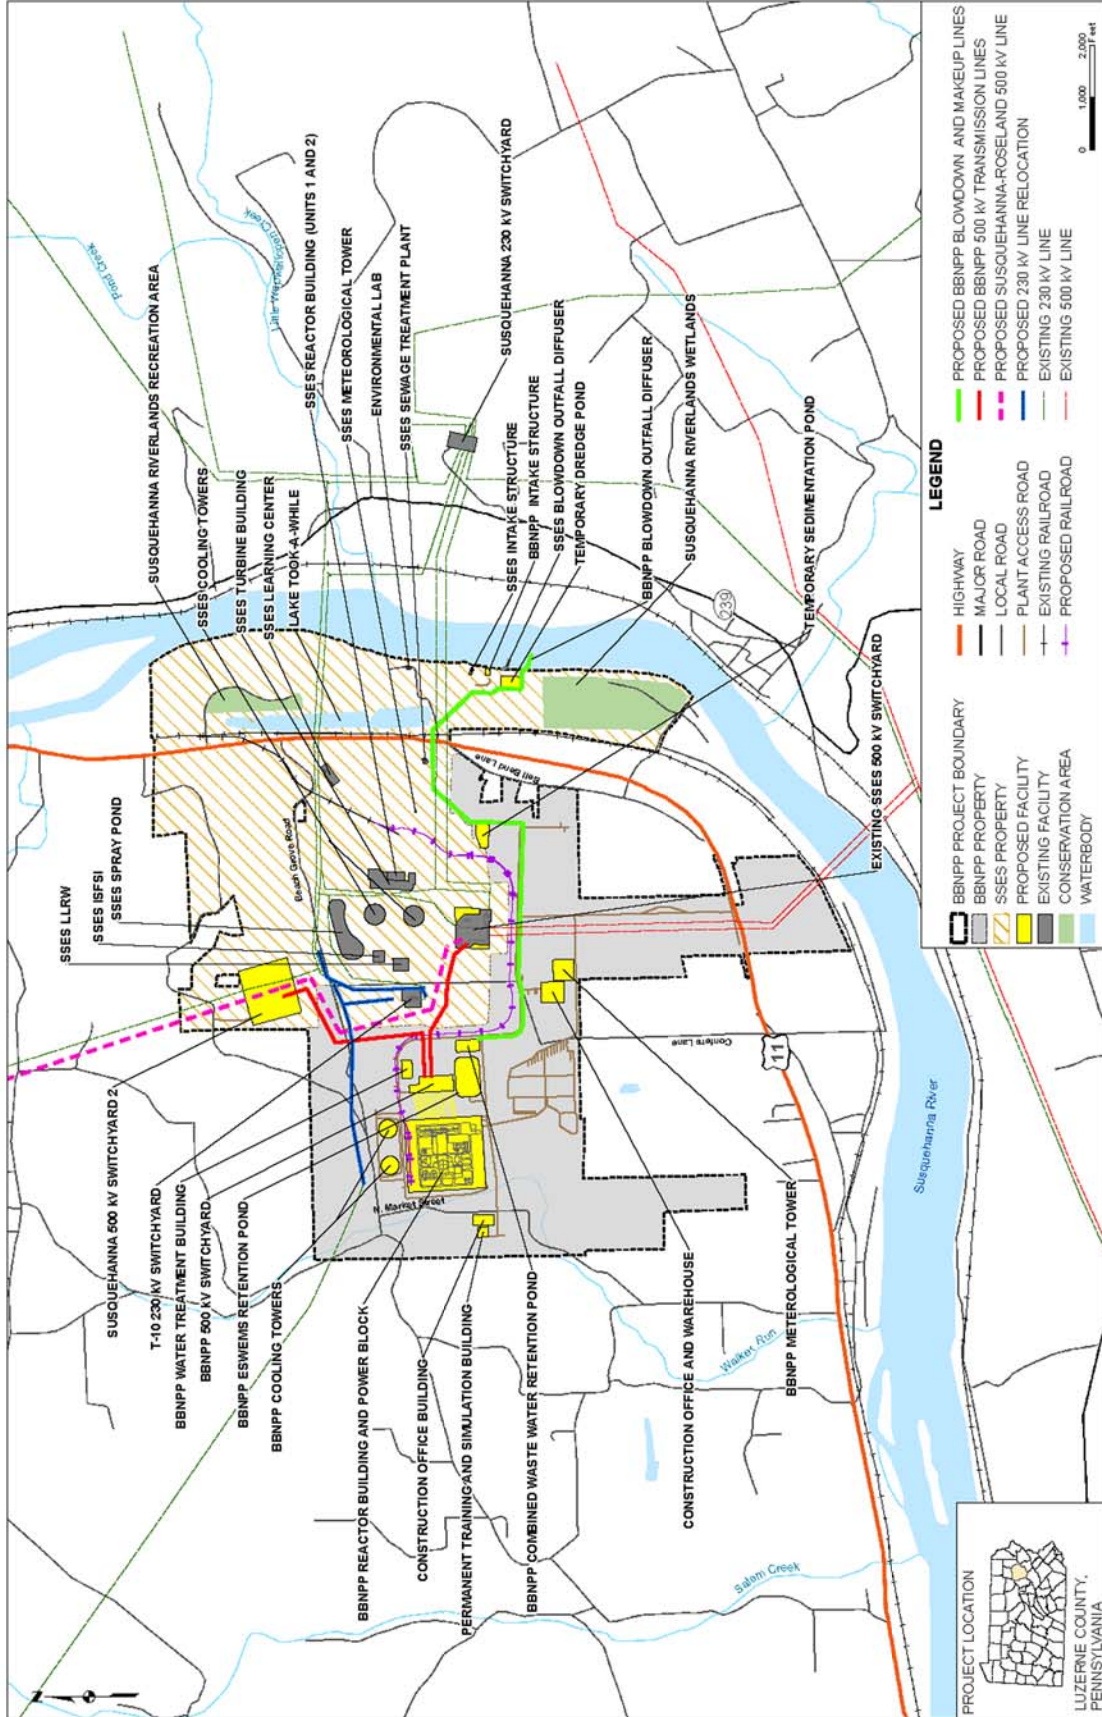 N
SUSQUEHANNA 500 kV SWITCHYARD 2
T-10 230 kV SWITCHYARD
BBNPP WATER TREATMENT BUILDING
BBNPP 500 kV SWITCHYARD
BBNPP ESWEMS RETENTION POND
BBNPP COOLING TOWERS
BBNPP REACTOR BUILDING AND POWER BLOCK
CONSTRUCTION OFFICE BUILDING
PERMANENT TRAINING AND SIMULATION BUILDING
BBNPP COMBINED WASTE WATER RETENTION POND
CONSTRUCTION OFFICE AND WAREHOUSE
BBNPP METEROLOGICAL TOWER
SSES LLRW
SSES ISFSI
SSES SPRAY POND
SUSQUEHANNA RIVERLANDS RECREATION AREA
SSES COOLING TOWERS
SSES TURBINE BUILDING
SSES LEARNING CENTER
LAKE TOOK-A-WHILE
SSES REACTOR BUILDING (UNITS 1 AND 2)
SSES METEOROLOGICAL TOWER
ENVIRONMENTAL LAB
SSES SEWAGE TREATMENT PLANT
SUSQUEHANNA 230 kV SWITCHYARD
SSES INTAKE STRUCTURE
BBNPP INTAKE STRUCTURE
SSES BLOWDOWN OUTFALL DIFFUSER
TEMPORARY DREDGE POND
BBNPP BLOWDOWN OUTFALL DIFFUSER
SUSQUEHANNA RIVERLANDS WETLANDS
TEMPORARY SEDIMENTATION POND
EXISTING SSES 500 kV SWITCHYARD
Pond Creek
Little Wapwallopen Creek
Beach Grove Road
Bell Bend Lane
N. Market Street
Confers Lane
239
11
Susquehanna River
Walker Run
Salem Creek
PROJECT LOCATION
LUZERNE COUNTY,
PENNSYLVANIA
LEGEND
BBNPP PROJECT BOUNDARY
BBNPP PROPERTY
SSES PROPERTY
PROPOSED FACILITY
EXISTING FACILITY
CONSERVATION AREA
WATERBODY
HIGHWAY
MAJOR ROAD
LOCAL ROAD
PLANT ACCESS ROAD
EXISTING RAILROAD
PROPOSED RAILROAD
PROPOSED BBNPP BLOWDOWN AND MAKEUP LINES
PROPOSED BBNPP 500 kV TRANSMISSION LINES
PROPOSED SUSQUEHANNA-ROSELAND 500 kV LINE
PROPOSED 230 kV LINE RELOCATION
EXISTING 230 kV LINE
EXISTING 500 kV LINE
0 1,000 2,000
Feet